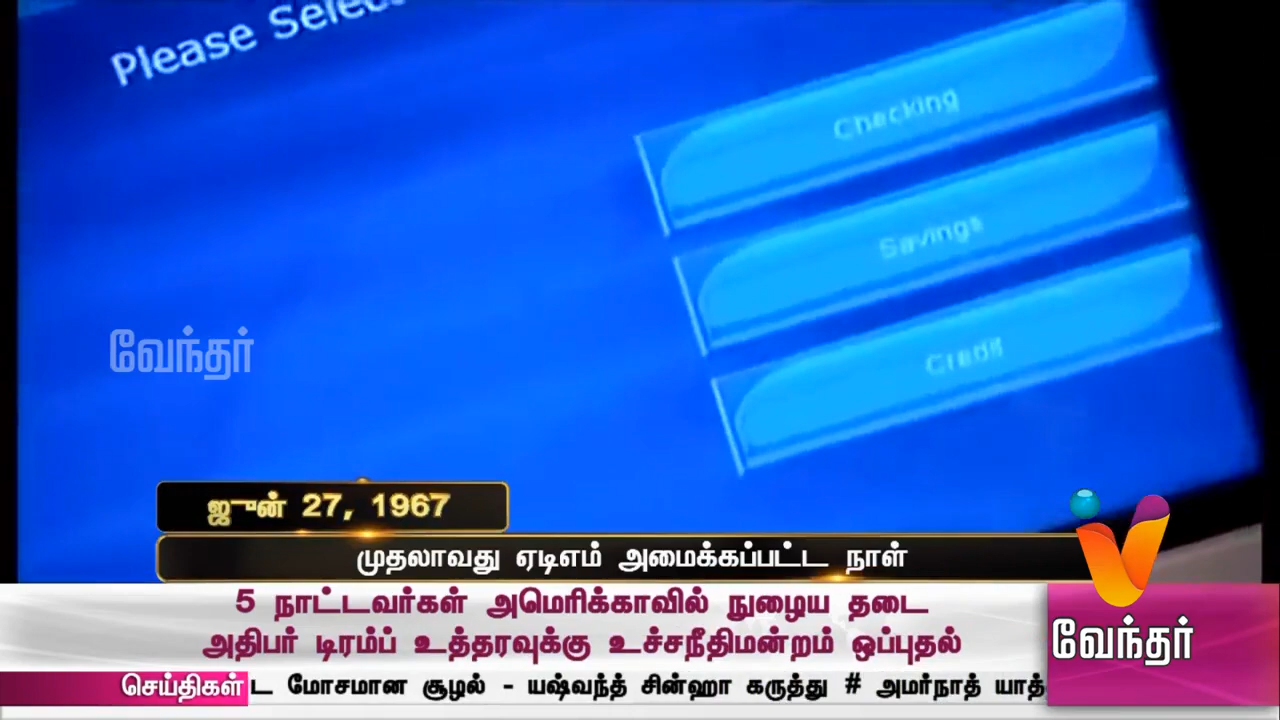 Please Select
Checking
Savings
Credit
வேந்தர்
ஜுன் 27, 1967
முதலாவது ஏடிஎம் அமைக்கப்பட்ட நாள்
5 நாட்டவர்கள் அமெரிக்காவில் நுழைய தடை
அதிபர் டிரம்ப் உத்தரவுக்கு உச்சநீதிமன்றம் ஒப்புதல்
வேந்தர்
செய்திகள் ட மோசமான சூழல் - யஷ்வந்த் சின்ஹா கருத்து # அமர்நாத் யாத்